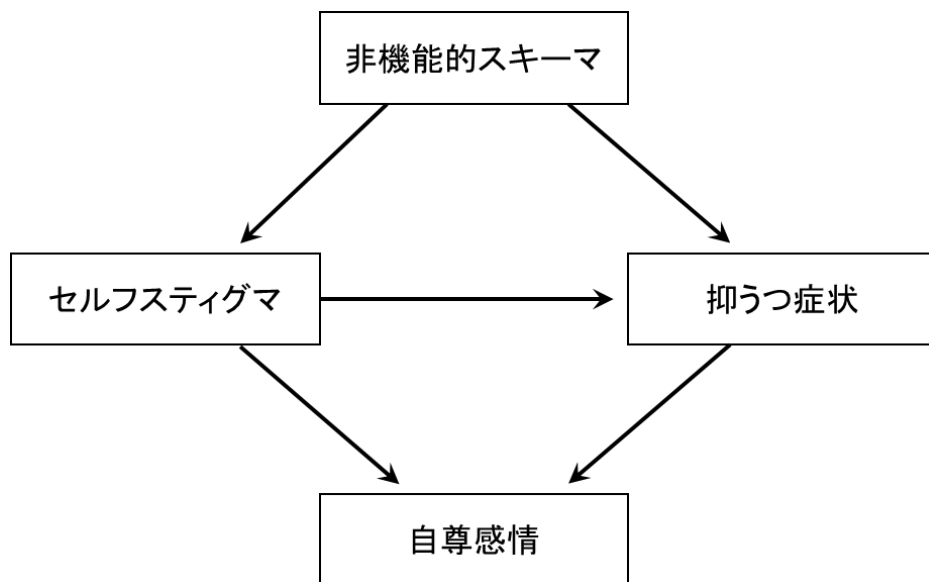 非機能的スキーマ
セルフスティグマ
抑うつ症状
自尊感情